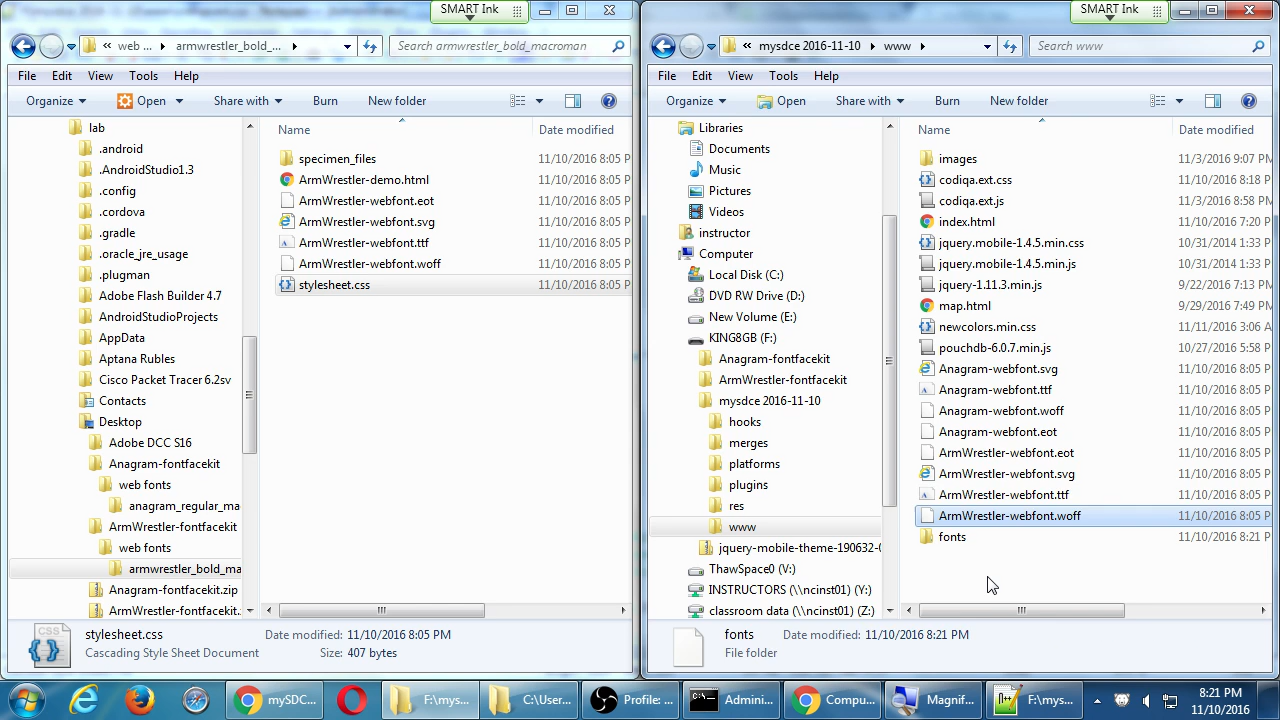 SMART Ink
web ... armwrestler_bold_...
Search armwrestler_bold_macroman
File Edit View Tools Help
Organize Open Share with Burn New folder
lab
.android
.AndroidStudio1.3
.config
.cordova
.gradle
.oracle_jre_usage
.plugman
Adobe Flash Builder 4.7
AndroidStudioProjects
AppData
Aptana Rubles
Cisco Packet Tracer 6.2sv
Contacts
Desktop
Adobe DCC S16
Anagram-fontfacekit
web fonts
anagram_regular_ma
ArmWrestler-fontfacekit
web fonts
armwrestler_bold_ma
Anagram-fontfacekit.zip
ArmWrestler-fontfacekit.
Name Date modified
specimen_files 11/10/2016 8:05 P
ArmWrestler-demo.html 11/10/2016 8:05 P
ArmWrestler-webfont.eot 11/10/2016 8:05 P
ArmWrestler-webfont.svg 11/10/2016 8:05 P
ArmWrestler-webfont.ttf 11/10/2016 8:05 P
ArmWrestler-webfont.woff 11/10/2016 8:05 P
stylesheet.css 11/10/2016 8:05 P
CSS
stylesheet.css Date modified: 11/10/2016 8:05 PM
Cascading Style Sheet Document Size: 407 bytes
SMART Ink
mysdce 2016-11-10 www
Search www
File Edit View Tools Help
Organize Open Share with Burn New folder
Libraries
Documents
Music
Pictures
Videos
instructor
Computer
Local Disk (C:)
DVD RW Drive (D:)
New Volume (E:)
KING8GB (F:)
Anagram-fontfacekit
ArmWrestler-fontfacekit
mysdce 2016-11-10
hooks
merges
platforms
plugins
res
www
jquery-mobile-theme-190632-0
ThawSpace0 (V:)
INSTRUCTORS (\\ncinst01) (Y:)
classroom data (\\ncinst01) (Z:)
Name Date modified
images 11/3/2016 9:07 PM
codiqa.ext.css 11/10/2016 8:18 P
codiqa.ext.js 11/3/2016 8:58 PM
index.html 11/10/2016 7:20 P
jquery.mobile-1.4.5.min.css 10/31/2014 1:33 P
jquery.mobile-1.4.5.min.js 10/31/2014 1:33 P
jquery-1.11.3.min.js 9/22/2016 7:13 PM
map.html 9/29/2016 7:49 PM
newcolors.min.css 11/11/2016 3:06 A
pouchdb-6.0.7.min.js 10/27/2016 5:58 P
Anagram-webfont.svg 11/10/2016 8:05 P
Anagram-webfont.ttf 11/10/2016 8:05 P
Anagram-webfont.woff 11/10/2016 8:05 P
Anagram-webfont.eot 11/10/2016 8:05 P
ArmWrestler-webfont.eot 11/10/2016 8:05 P
ArmWrestler-webfont.svg 11/10/2016 8:05 P
ArmWrestler-webfont.ttf 11/10/2016 8:05 P
ArmWrestler-webfont.woff 11/10/2016 8:05 P
fonts 11/10/2016 8:21 P
fonts Date modified: 11/10/2016 8:21 PM
File folder
mySDC... F:\mys... C:\User... Profile: ... Admini... Compu... Magnif... F:\mys... 8:21 PM
11/10/2016